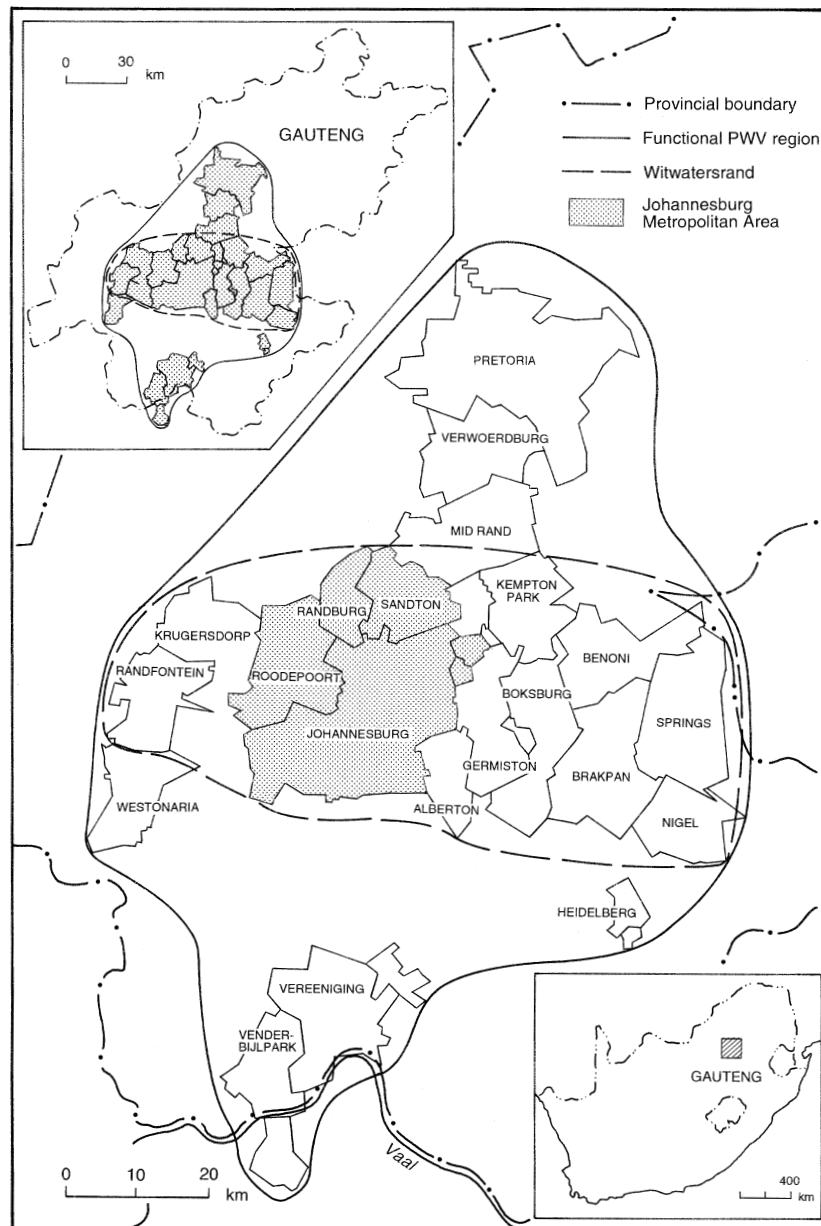 0 30
km
GAUTENG
Provincial boundary
Functional PWV region
Witwatersrand
Johannesburg
Metropolitan Area
PRETORIA
VERWOERDBURG
MID RAND
KEMPTON
PARK
SANDTON
RANDBURG
KRUGERSDORP
BENONI
RANDFONTEIN
ROODEPOORT
BOKSBURG
SPRINGS
JOHANNESBURG
GERMISTON
BRAKPAN
WESTONARIA
ALBERTON
NIGEL
HEIDELBERG
VEREENIGING
VENDER-
BIJLPARK
GAUTENG
Vaal
0 10 20
km
400
km